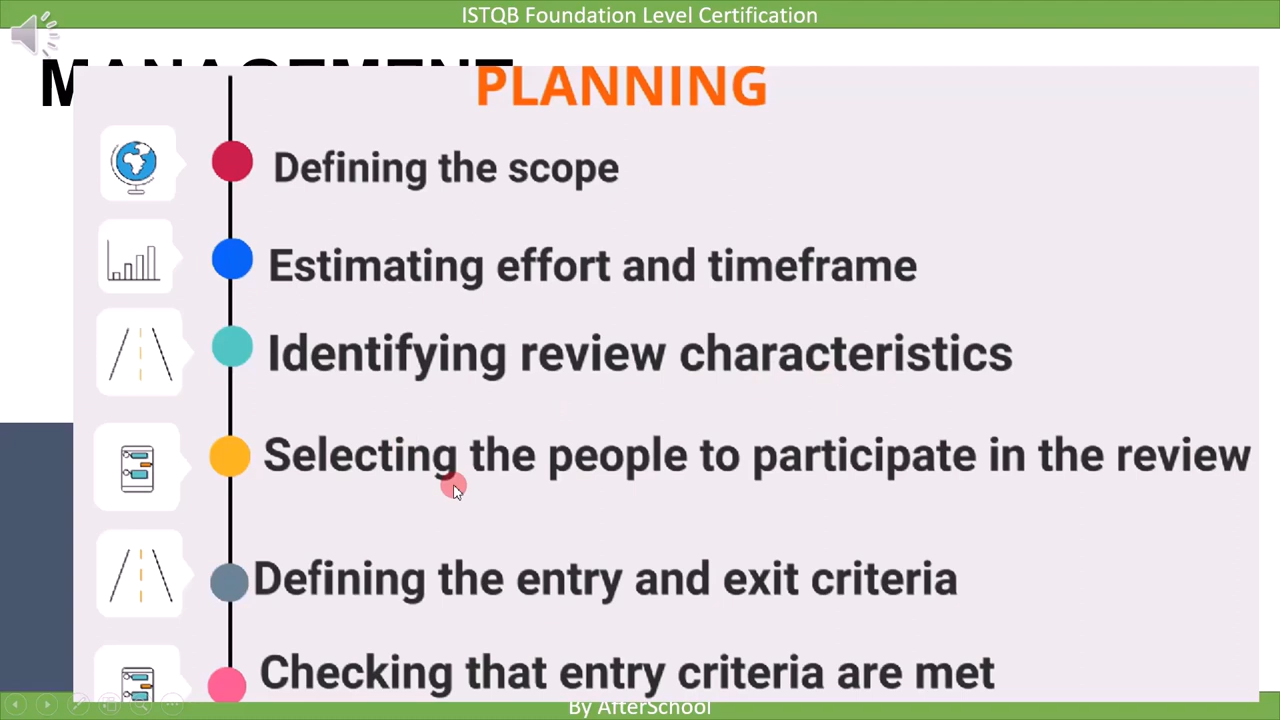 ISTQB Foundation Level Certification
MANAGEMENT
PLANNING
Defining the scope
Estimating effort and timeframe
Identifying review characteristics
Selecting the people to participate in the review
Defining the entry and exit criteria
Checking that entry criteria are met
By AfterSchool